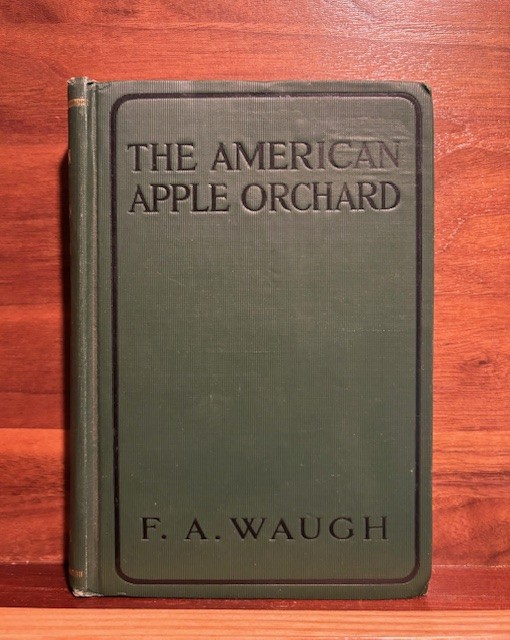 THE AMERICAN
APPLE ORCHARD
F. A. WAUGH